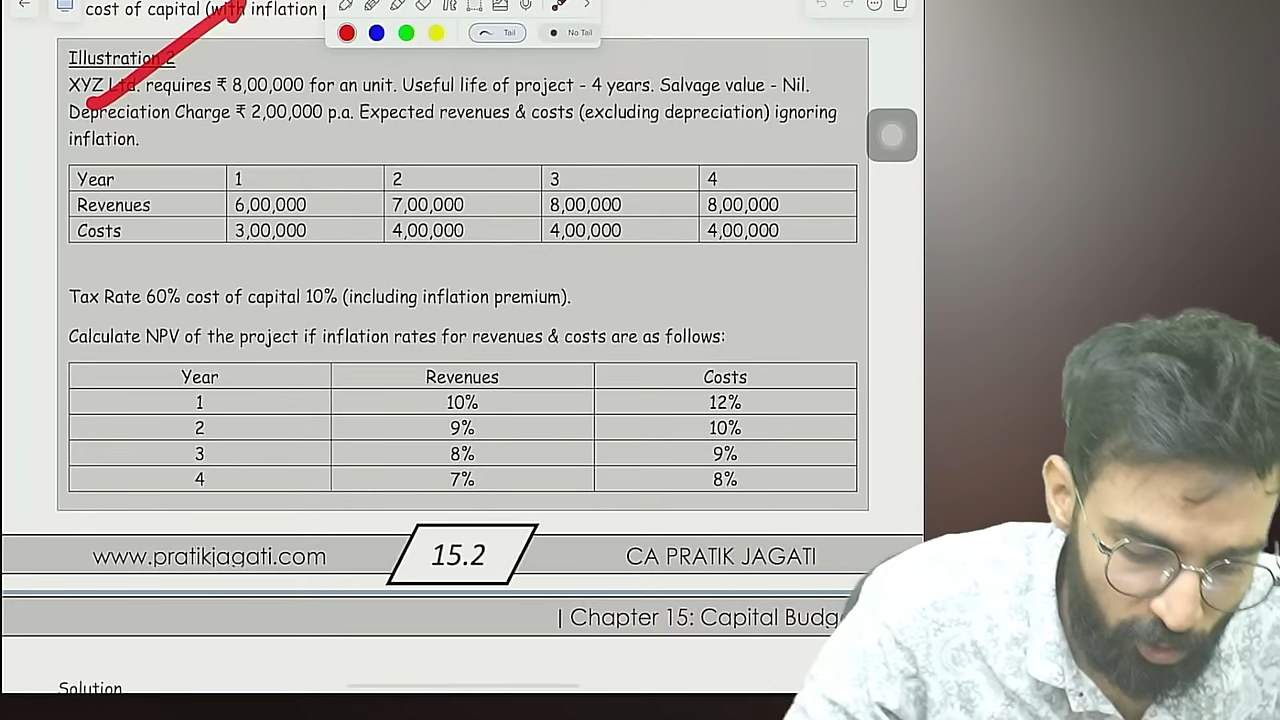 cost of capital (with inflation
Tail
No Tail
Illustration 2
XYZ Ltd. requires ₹ 8,00,000 for an unit. Useful life of project - 4 years. Salvage value - Nil.
Depreciation Charge ₹ 2,00,000 p.a. Expected revenues & costs (excluding depreciation) ignoring
inflation.
Year 1 2 3 4
Revenues 6,00,000 7,00,000 8,00,000 8,00,000
Costs 3,00,000 4,00,000 4,00,000 4,00,000
Tax Rate 60% cost of capital 10% (including inflation premium).
Calculate NPV of the project if inflation rates for revenues & costs are as follows:
Year Revenues Costs
1 10% 12%
2 9% 10%
3 8% 9%
4 7% 8%
www.pratikjagati.com 15.2 CA PRATIK JAGATI
| Chapter 15: Capital Budg
Solution